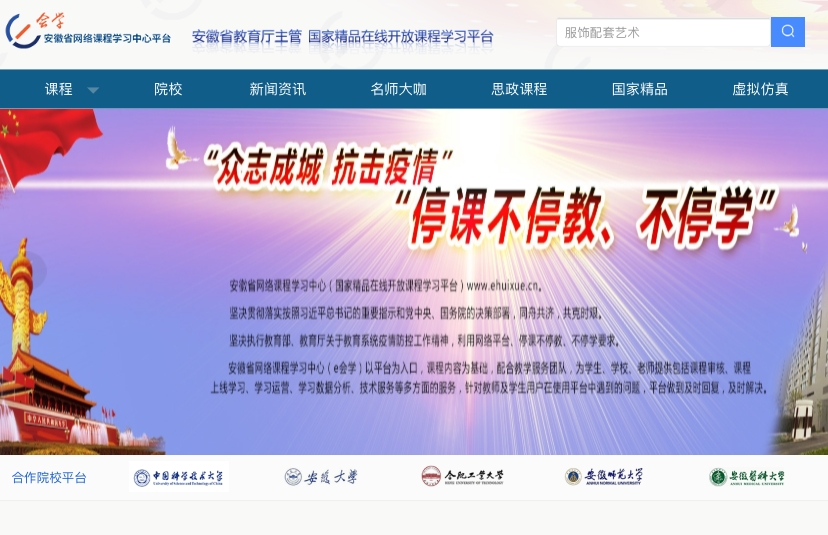 会学
安徽省网络课程学习中心平台
安徽省教育厅主管 国家精品在线开放课程学习平台
服饰配套艺术
课程 院校 新闻资讯 名师大咖 思政课程 国家精品 虚拟仿真
“众志成城 抗击疫情”
“停课不停教、不停学”
安徽省网络课程学习中心（国家精品在线开放课程学习平台）www.ehuixue.cn。
坚决贯彻落实按照习近平总书记的重要指示和党中央、国务院的决策部署，同舟共济，共克时艰。
坚决执行教育部、教育厅关于教育系统疫情防控工作精神，利用网络平台、停课不停教、不停学要求。
安徽省网络课程学习中心（e会学）以平台为入口，课程内容为基础，配合教学服务团队，为学生、学校、老师提供包括课程审核、课程
上线学习、学习运营、学习数据分析、技术服务等多方面的服务，针对教师及学生用户在使用平台中遇到的问题，平台做到及时回复，及时解决。
合作院校平台
中国科学技术大学
University of Science and Technology of China
安徽大学
合肥工业大学
HEFEI UNIVERSITY OF TECHNOLOGY
安徽师范大学
ANHUI NORMAL UNIVERSITY
安徽医科大学
ANHUI MEDICAL UNIVERSITY